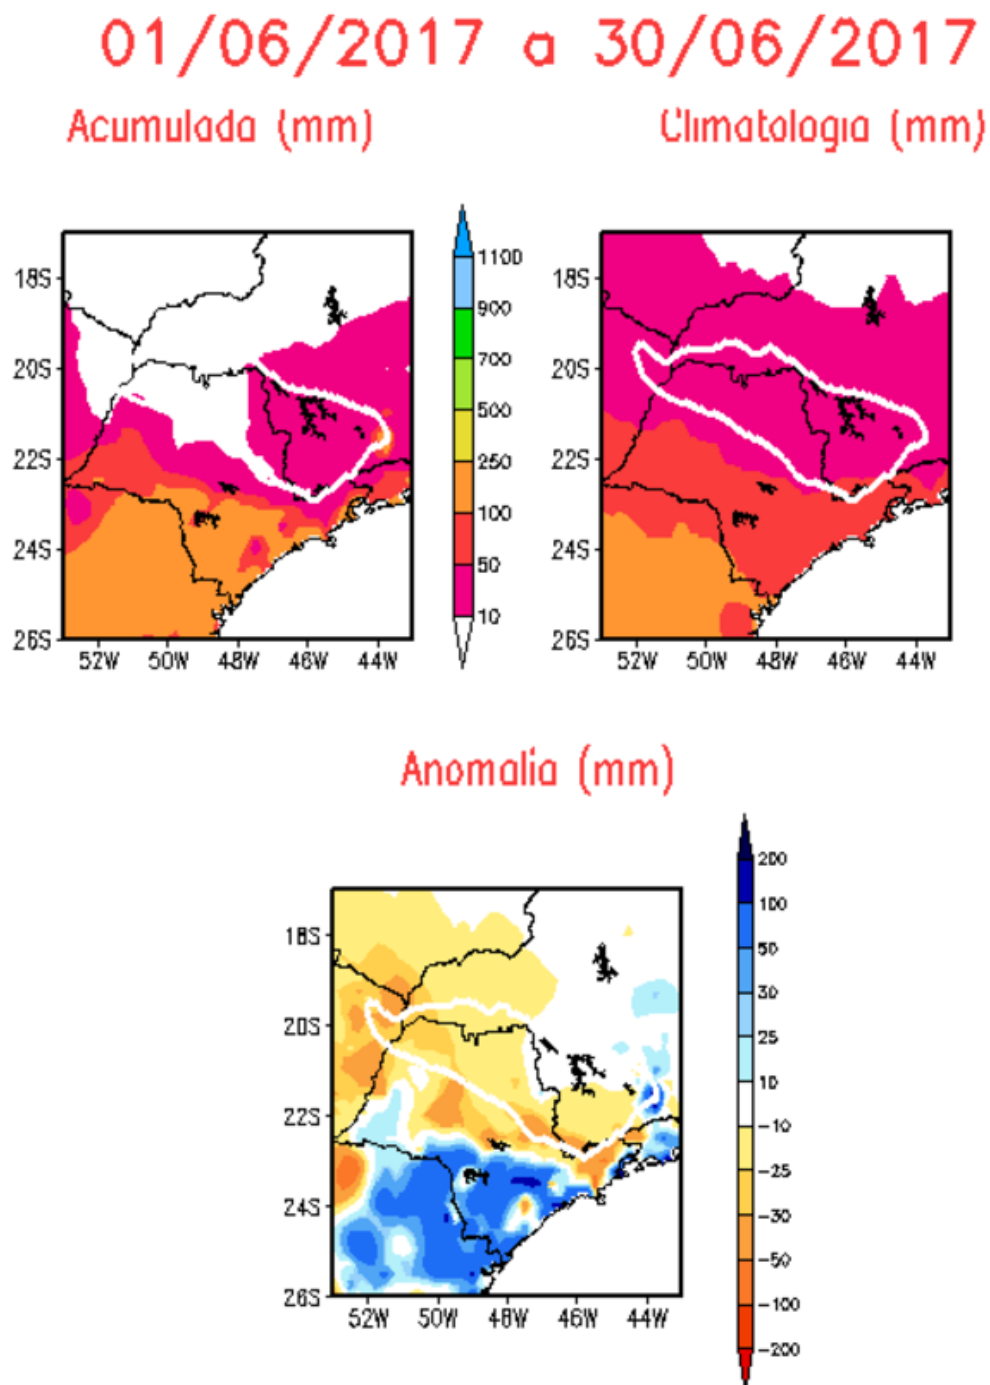 01/06/2017 a 30/06/2017
Acumulada (mm)
Climatologia (mm)
18S
20S
22S
24S
26S
52W 50W 48W 46W 44W
1100
900
700
500
250
100
50
10
18S
20S
22S
24S
26S
52W 50W 48W 46W 44W
Anomalia (mm)
18S
20S
22S
24S
26S
52W 50W 48W 46W 44W
200
100
50
30
25
10
-10
-25
-30
-50
-100
-200